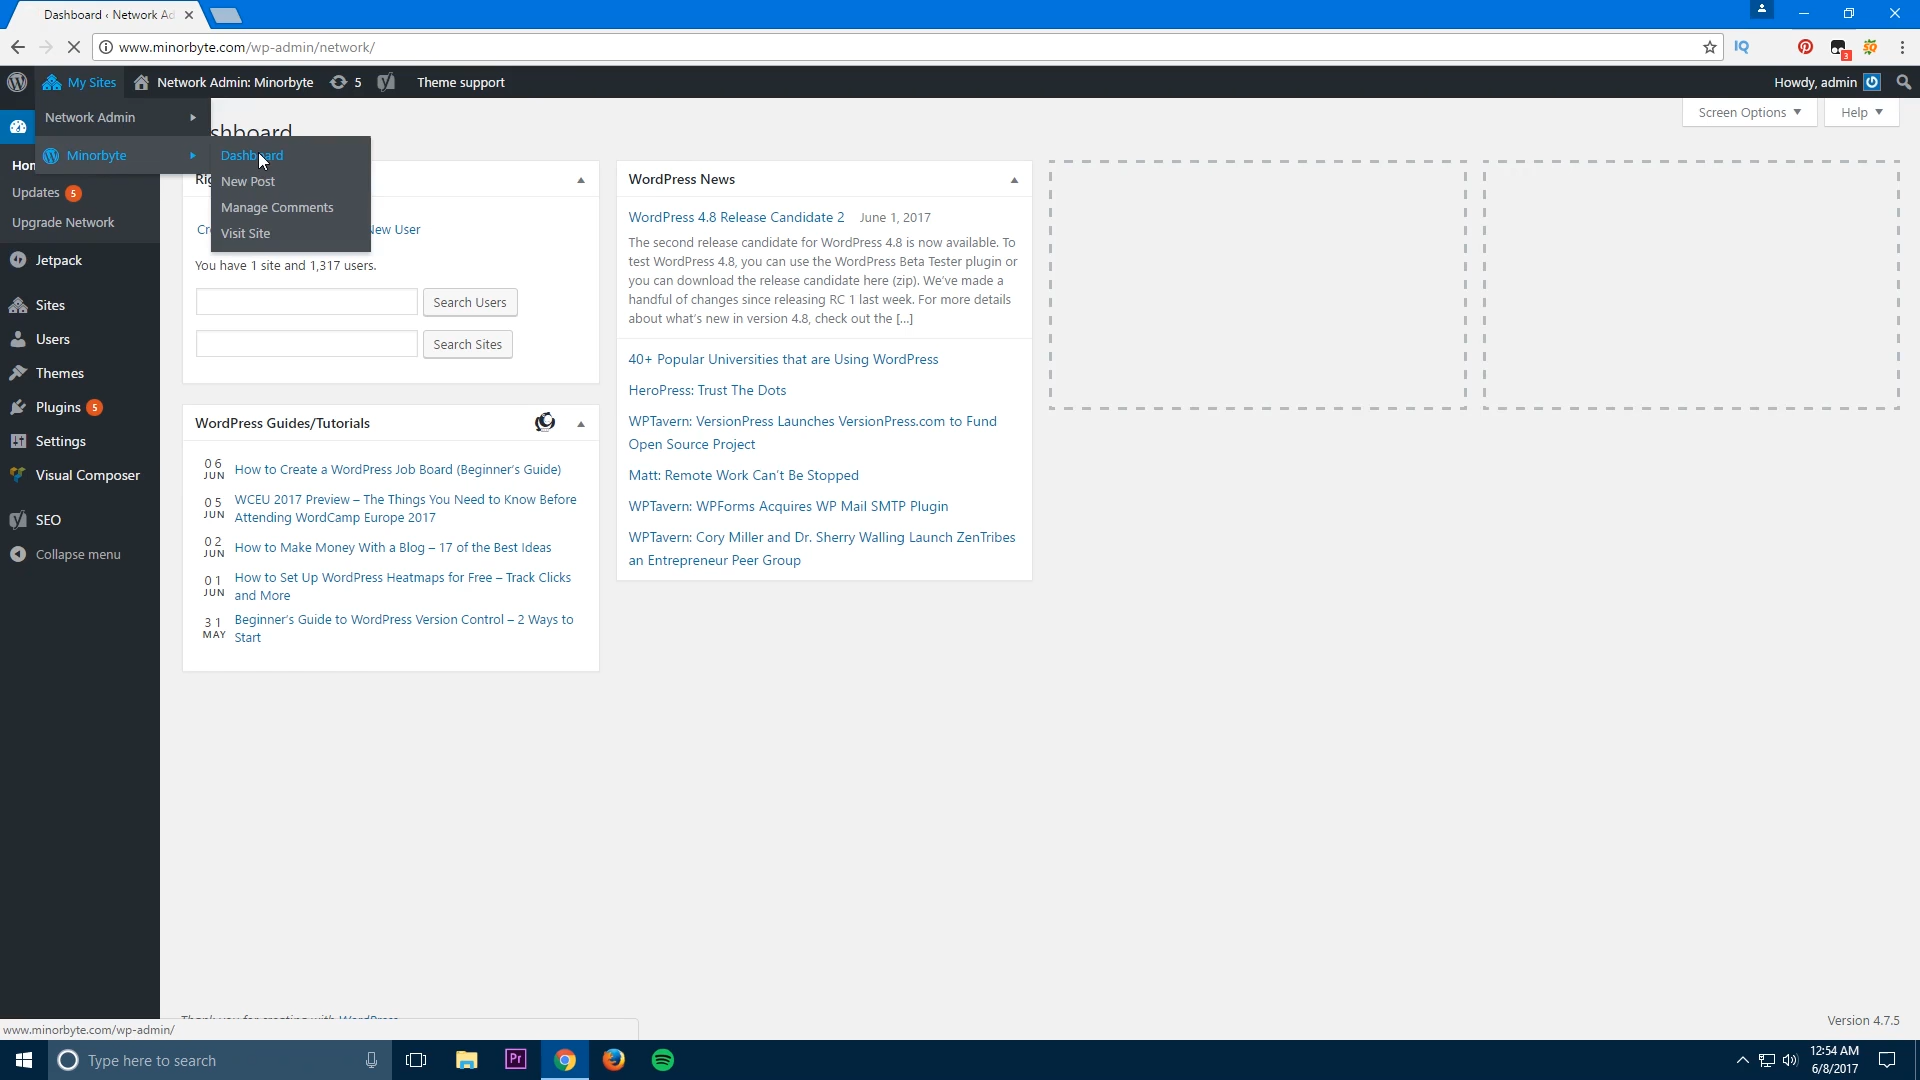 Dashboard ‹ Network Ad
www.minorbyte.com/wp-admin/network/
IQ
3
My Sites
Network Admin: Minorbyte
5
Theme support
Howdy, admin
Network Admin
Minorbyte
Dashboard
New Post
Manage Comments
Visit Site
shboard
Screen Options
Help
Updates 5
Upgrade Network
Jetpack
Sites
Users
Themes
Plugins 5
Settings
Visual Composer
SEO
Collapse menu
New User
You have 1 site and 1,317 users.
Search Users
Search Sites
WordPress Guides/Tutorials
06 JUN
How to Create a WordPress Job Board (Beginner's Guide)
05 JUN
WCEU 2017 Preview – The Things You Need to Know Before
Attending WordCamp Europe 2017
02 JUN
How to Make Money With a Blog – 17 of the Best Ideas
01 JUN
How to Set Up WordPress Heatmaps for Free – Track Clicks
and More
31 MAY
Beginner's Guide to WordPress Version Control – 2 Ways to
Start
WordPress News
WordPress 4.8 Release Candidate 2 June 1, 2017
The second release candidate for WordPress 4.8 is now available. To
test WordPress 4.8, you can use the WordPress Beta Tester plugin or
you can download the release candidate here (zip). We've made a
handful of changes since releasing RC 1 last week. For more details
about what's new in version 4.8, check out the [...]
40+ Popular Universities that are Using WordPress
HeroPress: Trust The Dots
WPTavern: VersionPress Launches VersionPress.com to Fund
Open Source Project
Matt: Remote Work Can't Be Stopped
WPTavern: WPForms Acquires WP Mail SMTP Plugin
WPTavern: Cory Miller and Dr. Sherry Walling Launch ZenTribes
an Entrepreneur Peer Group
Thank you for creating with WordPress
Version 4.7.5
www.minorbyte.com/wp-admin/
Type here to search
Pr
12:54 AM
6/8/2017